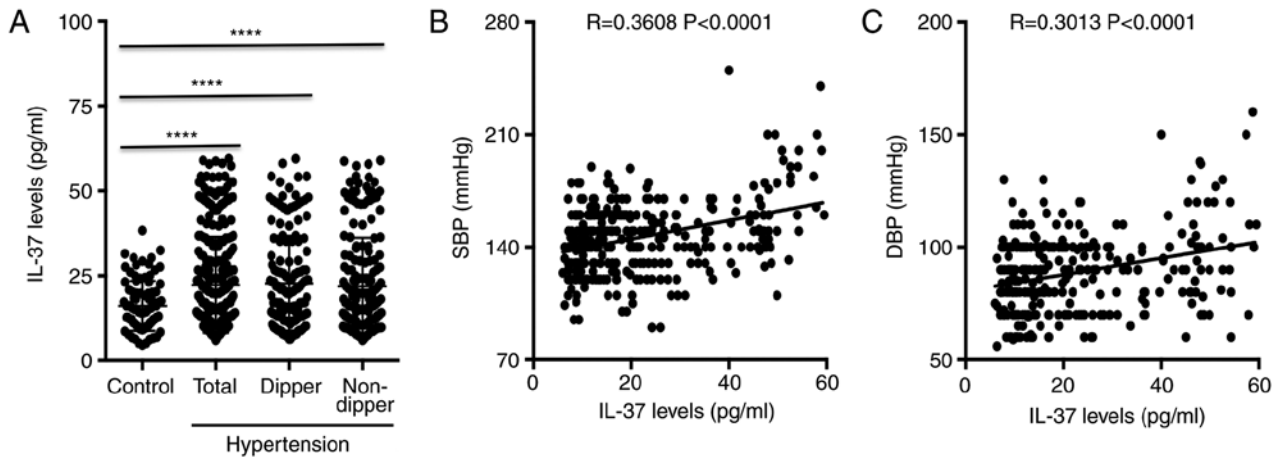 A
100
75
50
25
0
IL-37 levels (pg/ml)
****
****
****
Control
Total
Dipper
Non-
dipper
Hypertension
B
R=0.3608 P<0.0001
280
210
140
70
SBP (mmHg)
0
20
40
60
IL-37 levels (pg/ml)
C
R=0.3013 P<0.0001
200
150
100
50
DBP (mmHg)
0
20
40
60
IL-37 levels (pg/ml)